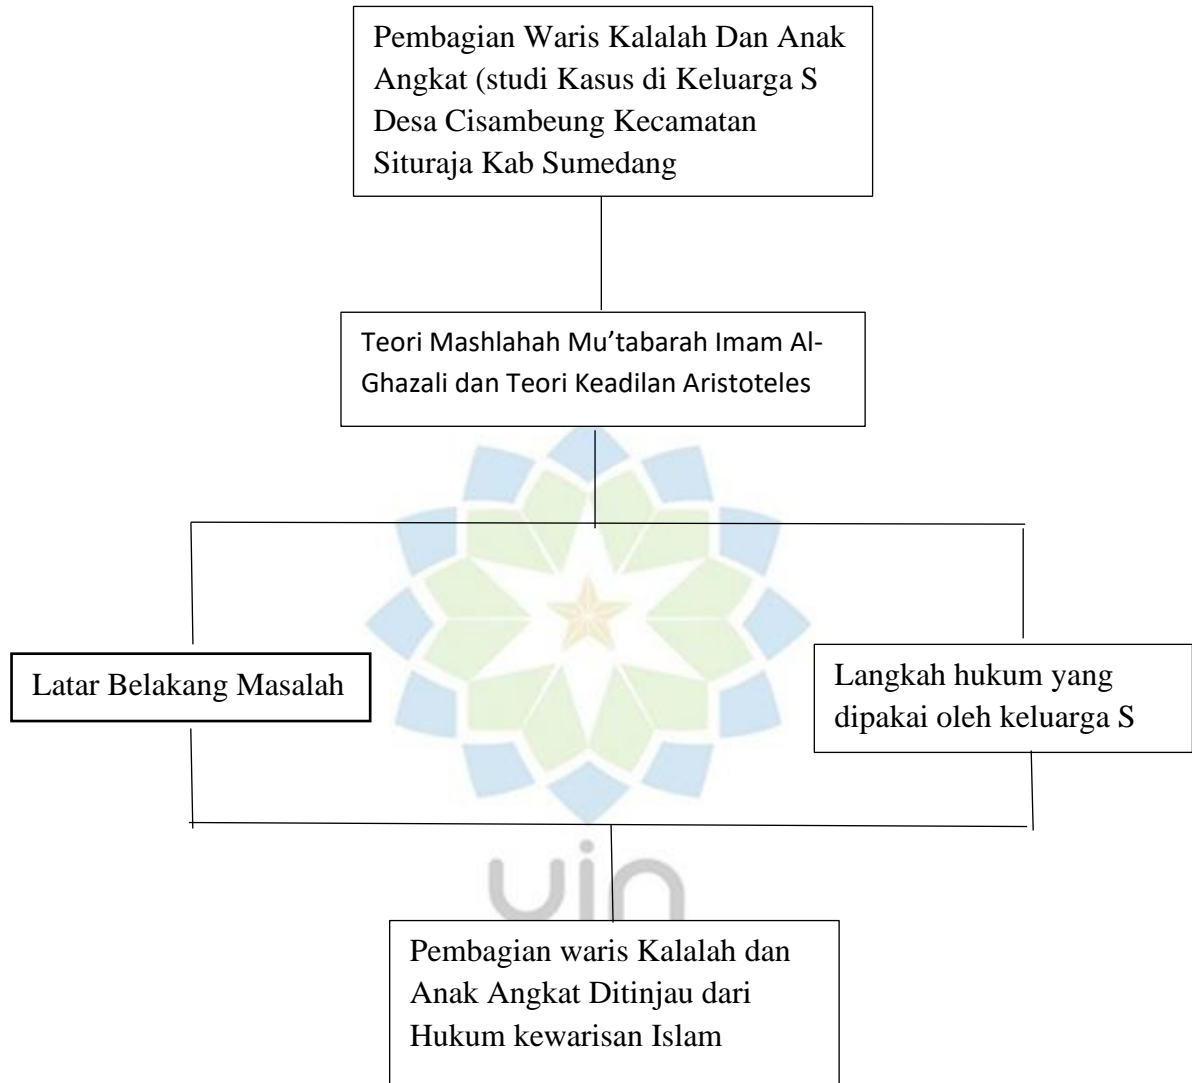 Pembagian Waris Kalalah Dan Anak
Angkat (studi Kasus di Keluarga S
Desa Cisambeung Kecamatan
Situraja Kab Sumedang
Teori Mashlahah Mu’tabarah Imam Al-
Ghazali dan Teori Keadilan Aristoteles
Latar Belakang Masalah
Langkah hukum yang
dipakai oleh keluarga S
uin
Pembagian waris Kalalah dan
Anak Angkat Ditinjau dari
Hukum kewarisan Islam